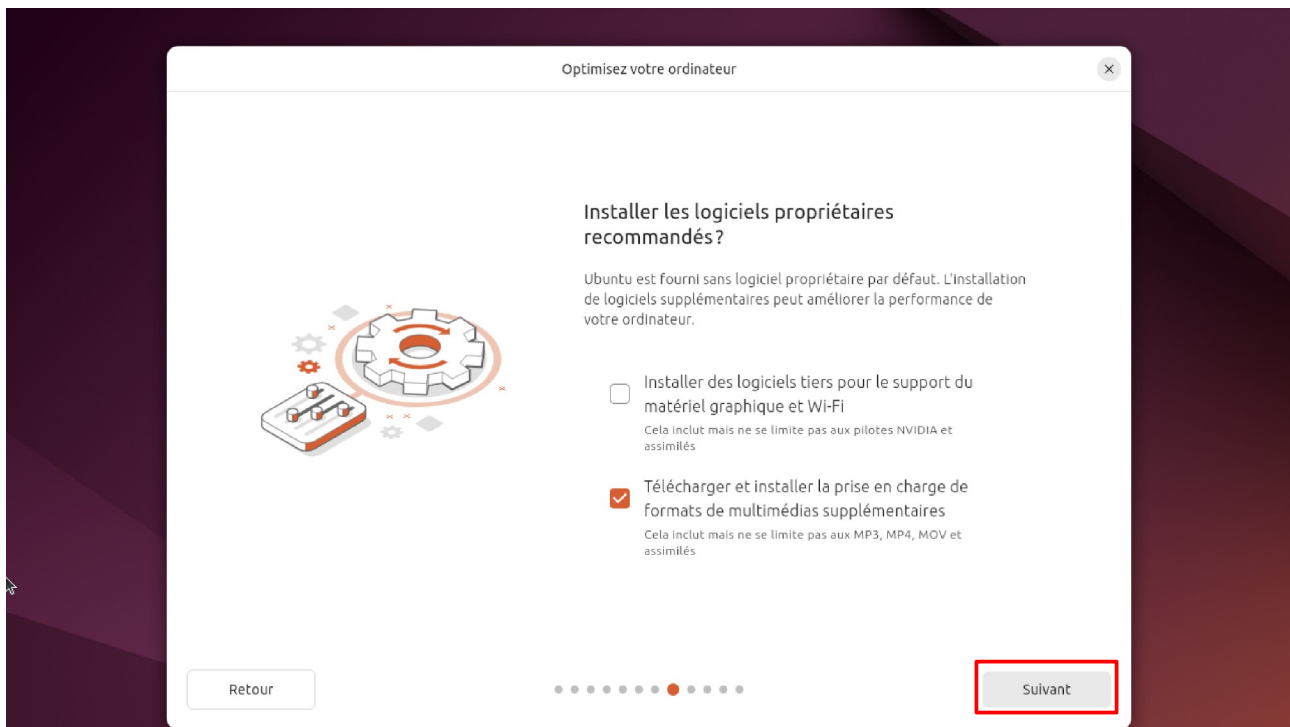 Optimisez votre ordinateur
Installer les logiciels propriétaires
recommandés?
Ubuntu est fourni sans logiciel propriétaire par défaut. L'installation
de logiciels supplémentaires peut améliorer la performance de
votre ordinateur.
Installer des logiciels tiers pour le support du
matériel graphique et Wi-Fi
Cela inclut mais ne se limite pas aux pilotes NVIDIA et
assimilés
Télécharger et installer la prise en charge de
formats de multimédias supplémentaires
Cela inclut mais ne se limite pas aux MP3, MP4, MOV et
assimilés
Retour
Suivant